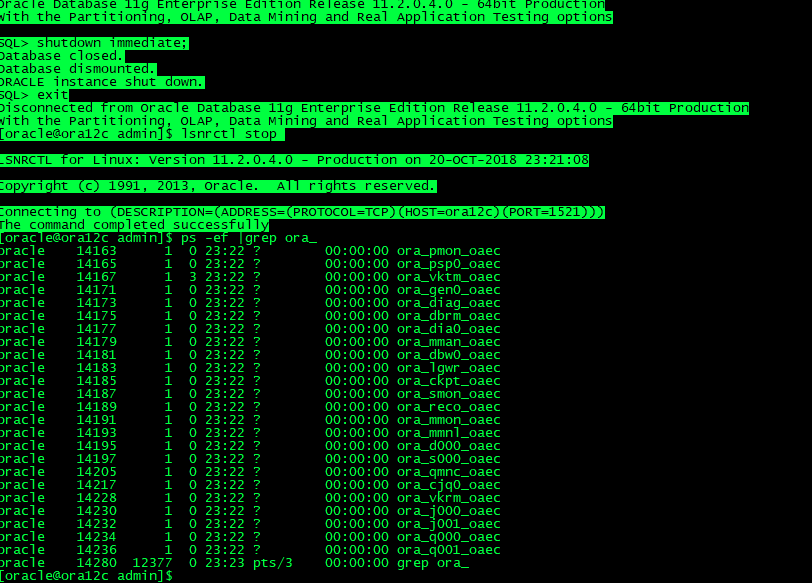 Oracle Database 11g Enterprise Edition Release 11.2.0.4.0 - 64bit Production
With the Partitioning, OLAP, Data Mining and Real Application Testing options
SQL> shutdown immediate;
Database closed.
Database dismounted.
ORACLE instance shut down.
SQL> exit
Disconnected from Oracle Database 11g Enterprise Edition Release 11.2.0.4.0 - 64bit Production
With the Partitioning, OLAP, Data Mining and Real Application Testing options
[oracle@ora12c admin]$ lsnrctl stop
LSNRCTL for Linux: Version 11.2.0.4.0 - Production on 20-OCT-2018 23:21:08
Copyright (c) 1991, 2013, Oracle.  All rights reserved.
Connecting to (DESCRIPTION=(ADDRESS=(PROTOCOL=TCP)(HOST=ora12c)(PORT=1521)))
The command completed successfully
[oracle@ora12c admin]$ ps -ef |grep ora_
oracle    14163      1  0 23:22 ?        00:00:00 ora_pmon_oaec
oracle    14165      1  0 23:22 ?        00:00:00 ora_psp0_oaec
oracle    14167      1  3 23:22 ?        00:00:00 ora_vktm_oaec
oracle    14171      1  0 23:22 ?        00:00:00 ora_gen0_oaec
oracle    14173      1  0 23:22 ?        00:00:00 ora_diag_oaec
oracle    14175      1  0 23:22 ?        00:00:00 ora_dbrm_oaec
oracle    14177      1  0 23:22 ?        00:00:00 ora_dia0_oaec
oracle    14179      1  0 23:22 ?        00:00:00 ora_mman_oaec
oracle    14181      1  0 23:22 ?        00:00:00 ora_dbw0_oaec
oracle    14183      1  0 23:22 ?        00:00:00 ora_lgwr_oaec
oracle    14185      1  0 23:22 ?        00:00:00 ora_ckpt_oaec
oracle    14187      1  0 23:22 ?        00:00:00 ora_smon_oaec
oracle    14189      1  0 23:22 ?        00:00:00 ora_reco_oaec
oracle    14191      1  0 23:22 ?        00:00:00 ora_mmon_oaec
oracle    14193      1  0 23:22 ?        00:00:00 ora_mmnl_oaec
oracle    14195      1  0 23:22 ?        00:00:00 ora_d000_oaec
oracle    14197      1  0 23:22 ?        00:00:00 ora_s000_oaec
oracle    14205      1  0 23:22 ?        00:00:00 ora_qmnc_oaec
oracle    14217      1  0 23:22 ?        00:00:00 ora_cjq0_oaec
oracle    14228      1  0 23:22 ?        00:00:00 ora_vkrm_oaec
oracle    14230      1  0 23:22 ?        00:00:00 ora_j000_oaec
oracle    14232      1  0 23:22 ?        00:00:00 ora_j001_oaec
oracle    14234      1  0 23:22 ?        00:00:00 ora_q000_oaec
oracle    14236      1  0 23:22 ?        00:00:00 ora_q001_oaec
oracle    14280  12377  0 23:23 pts/3    00:00:00 grep ora_
[oracle@ora12c admin]$